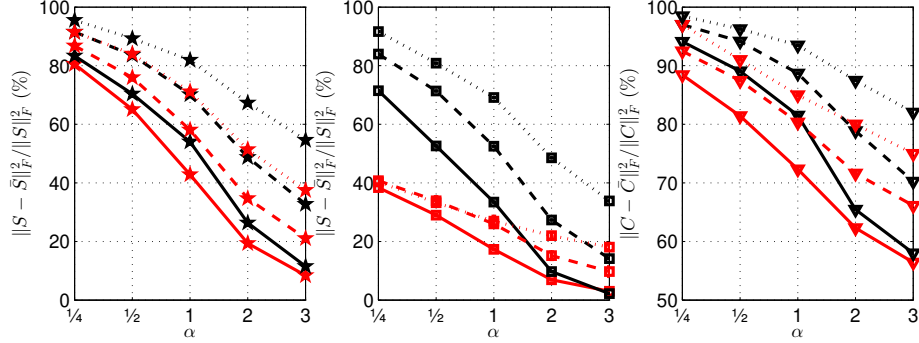 ‖S − S̄‖²_F/‖S‖²_F (%)
100
80
60
40
20
0
¼ ½ 1 2 3
α
‖S − S̄‖²_F/‖S‖²_F (%)
100
80
60
40
20
0
¼ ½ 1 2 3
α
‖C − C̄‖²_F/‖C‖²_F (%)
100
90
80
70
60
50
¼ ½ 1 2 3
α